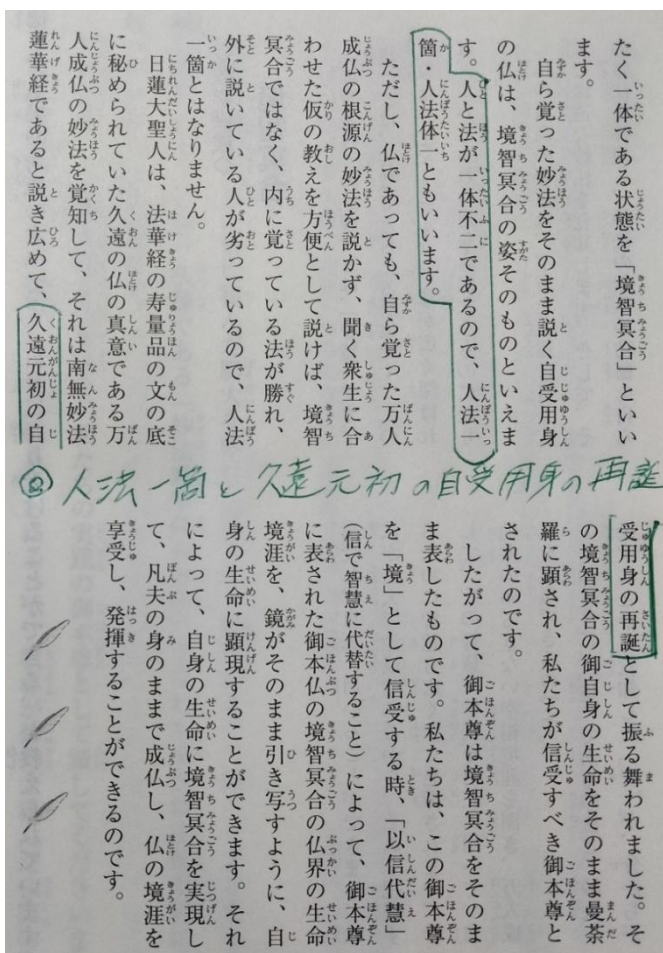 たく一体である状態を「境智冥合」といい
ます。
自ら覚った妙法をそのまま説く自受用身
の仏は、境智冥合の姿そのものといえま
す。人と法が一体不二であるので、人法一
箇・人法体一ともいいます。
ただし、仏であっても、自ら覚った万人
成仏の根源の妙法を説かず、聞く衆生に合
わせた仮の教えを方便として説けば、境智
冥合ではなく、内に覚っている法が勝れ、
外に説いている人が劣っているので、人法
一箇とはなりません。
日蓮大聖人は、法華経の寿量品の文の底
に秘められていた久遠の仏の真意である万
人成仏の妙法を覚知して、それは南無妙法
蓮華経であると説き広めて、久遠元初の自
◎人法一箇と久遠元初の自受用身の再誕
受用身の再誕として振る舞われました。そ
の境智冥合の御自身の生命をそのまま曼荼
羅に顕され、私たちが信受すべき御本尊と
されたのです。
したがって、御本尊は境智冥合をそのま
ま表したものです。私たちは、この御本尊
を「境」として信受する時、「以信代慧」
(信で智慧に代替すること)によって、御本尊
に表された御本仏の境智冥合の仏界の生命
境涯を、鏡がそのまま引き写すように、自
身の生命に顕現することができます。それ
によって、自身の生命に境智冥合を実現し
て、凡夫の身のままで成仏し、仏の境涯を
享受し、発揮することができるのです。